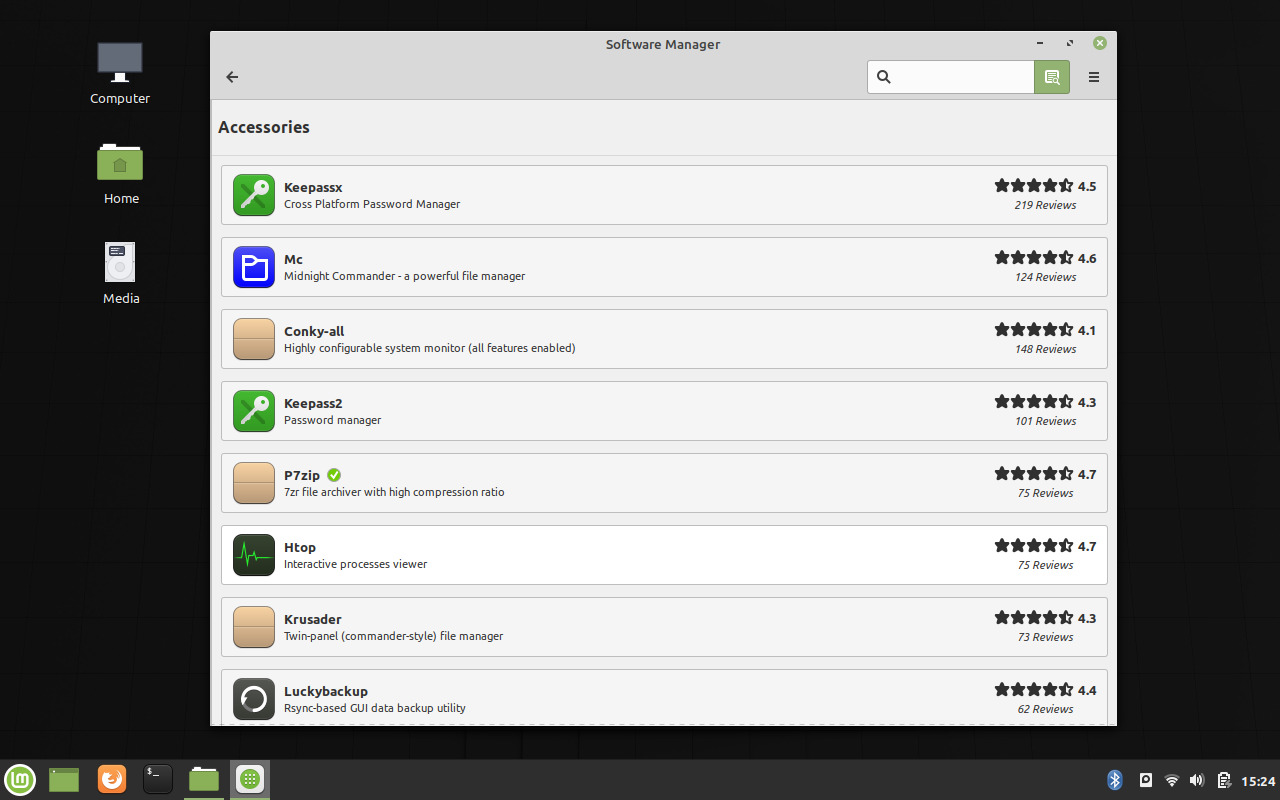 Software Manager
Computer
Accessories
Keepassx
4.5
Cross Platform Password Manager
219 Reviews
Home
Mc
4.6
Midnight Commander - a powerful file manager
124 Reviews
Media
Conky-all
4.1
Highly configurable system monitor (all features enabled)
148 Reviews
Keepass2
4.3
Password manager
101 Reviews
P7zip
4.7
7zr file archiver with high compression ratio
75 Reviews
Htop
4.7
Interactive processes viewer
75 Reviews
Krusader
4.3
Twin-panel (commander-style) file manager
73 Reviews
Luckybackup
4.4
Rsync-based GUI data backup utility
62 Reviews
$_
15:24